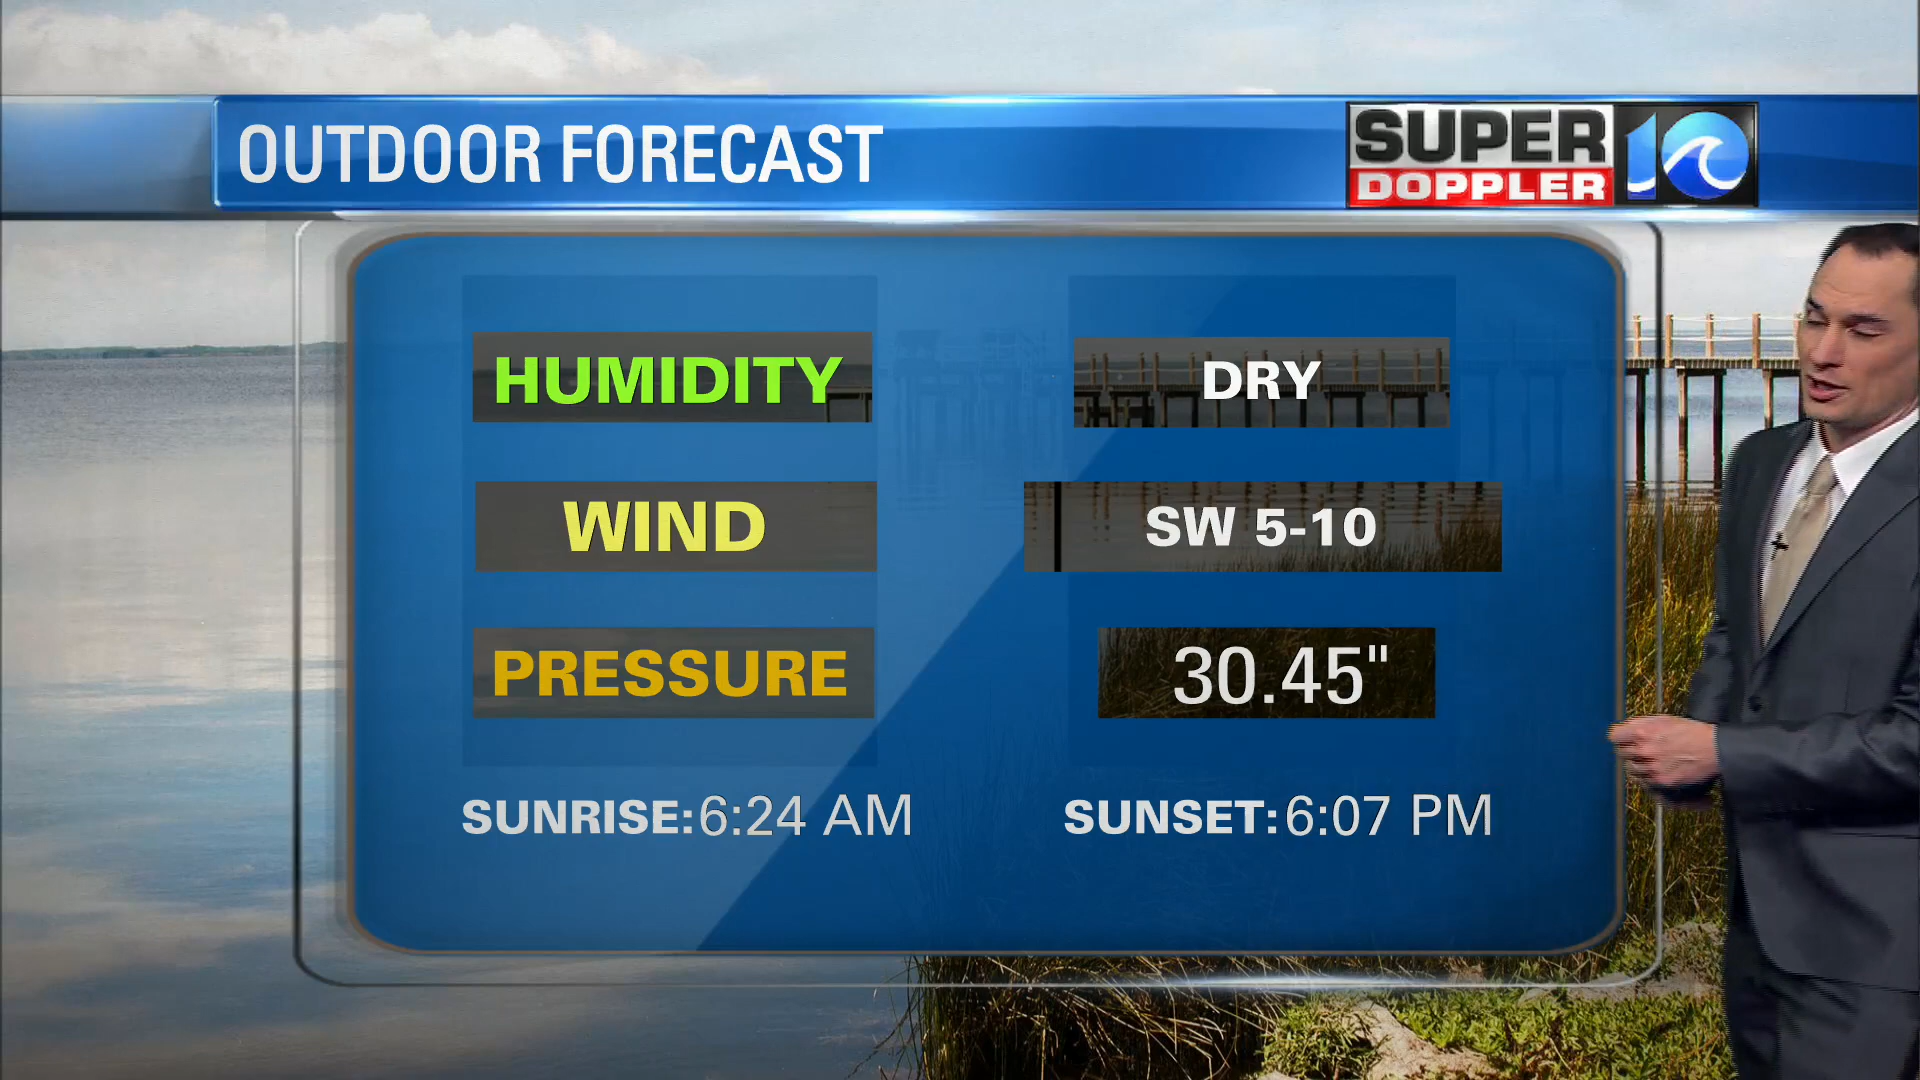 OUTDOOR FORECAST
SUPER
DOPPLER
10
HUMIDITY
DRY
WIND
SW 5-10
PRESSURE
30.45"
SUNRISE: 6:24 AM
SUNSET: 6:07 PM